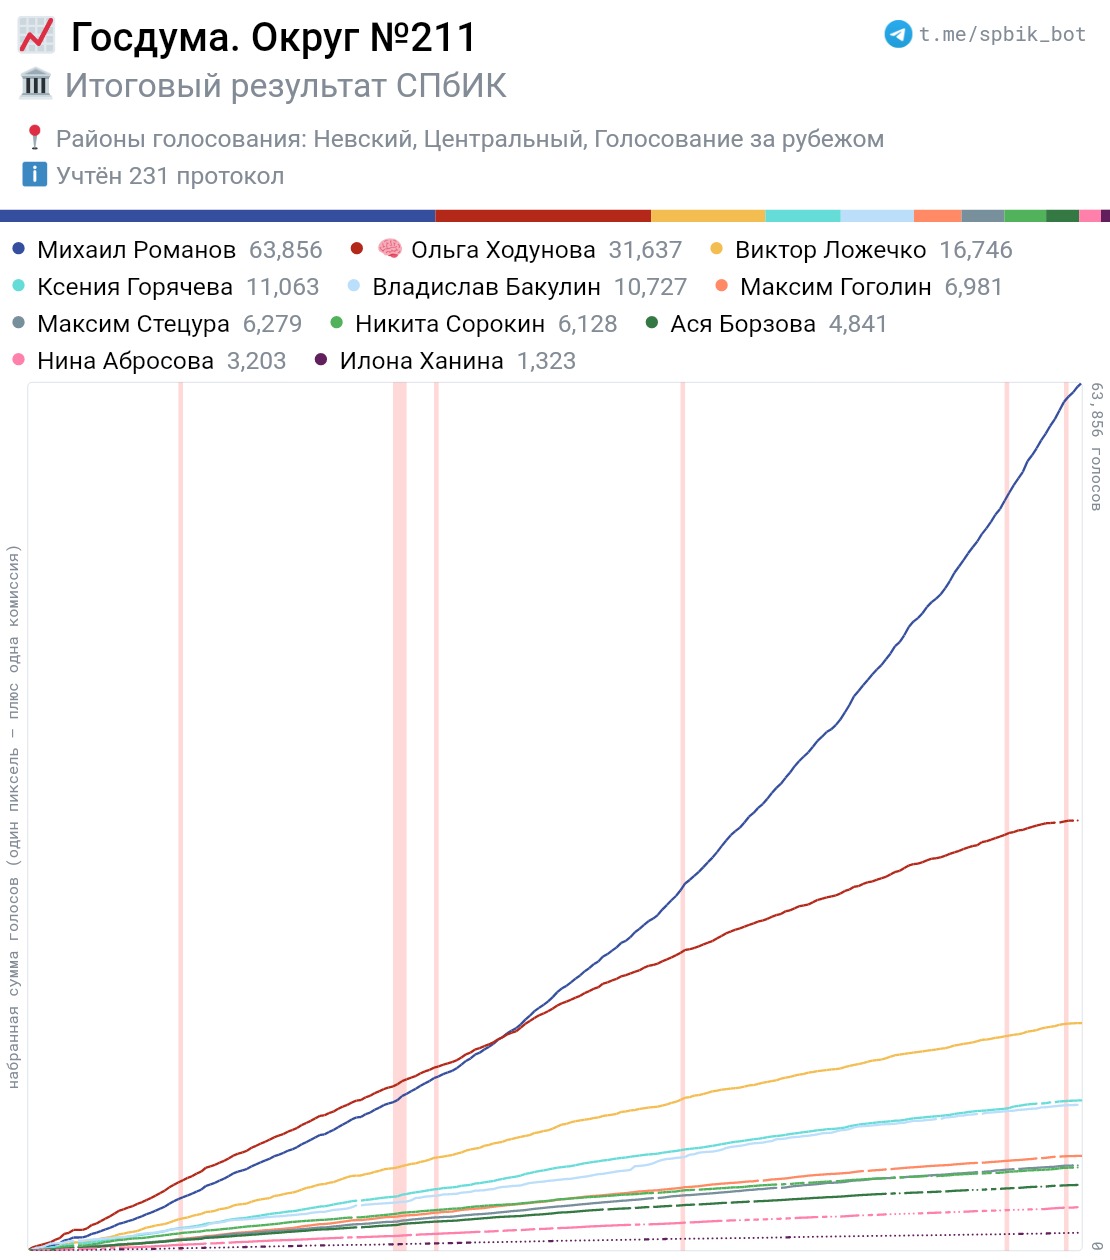 Госдума. Округ №211
t.me/spbik_bot
Итоговый результат СПбИК
Районы голосования: Невский, Центральный, Голосование за рубежом
Учтён 231 протокол
Михаил Романов 63,856 Ольга Ходунова 31,637 Виктор Ложечко 16,746
Ксения Горячева 11,063 Владислав Бакулин 10,727 Максим Гоголин 6,981
Максим Стецура 6,279 Никита Сорокин 6,128 Ася Борзова 4,841
Нина Абросова 3,203 Илона Ханина 1,323
63,856 голосов
набранная сумма голосов (один пиксель – плюс одна комиссия)
0